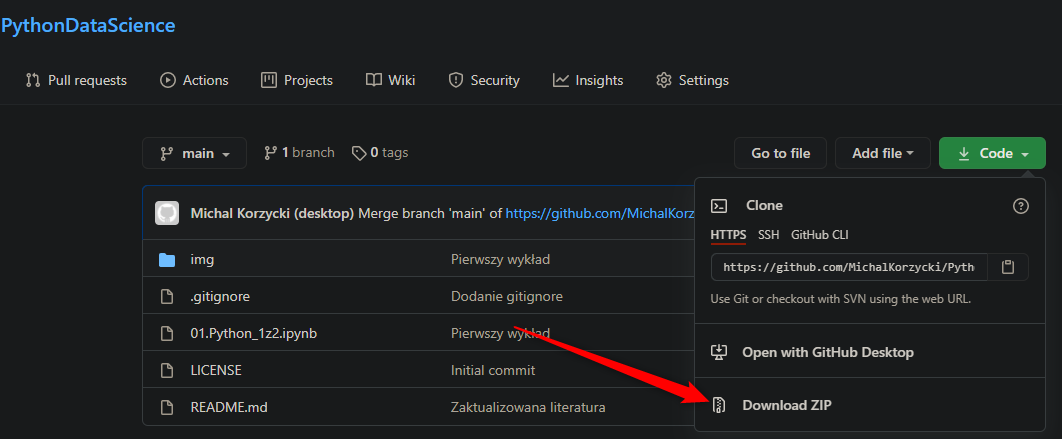 PythonDataScience
Pull requests Actions Projects Wiki Security Insights Settings
main 1 branch 0 tags Go to file Add file Code
Michal Korzycki (desktop) Merge branch 'main' of https://github.com/MichalKorz
img Pierwszy wykład
.gitignore Dodanie gitignore
01.Python_1z2.ipynb Pierwszy wykład
LICENSE Initial commit
README.md Zaktualizowana literatura
Clone
HTTPS SSH GitHub CLI
https://github.com/MichalKorzycki/Pyth
Use Git or checkout with SVN using the web URL.
Open with GitHub Desktop
Download ZIP